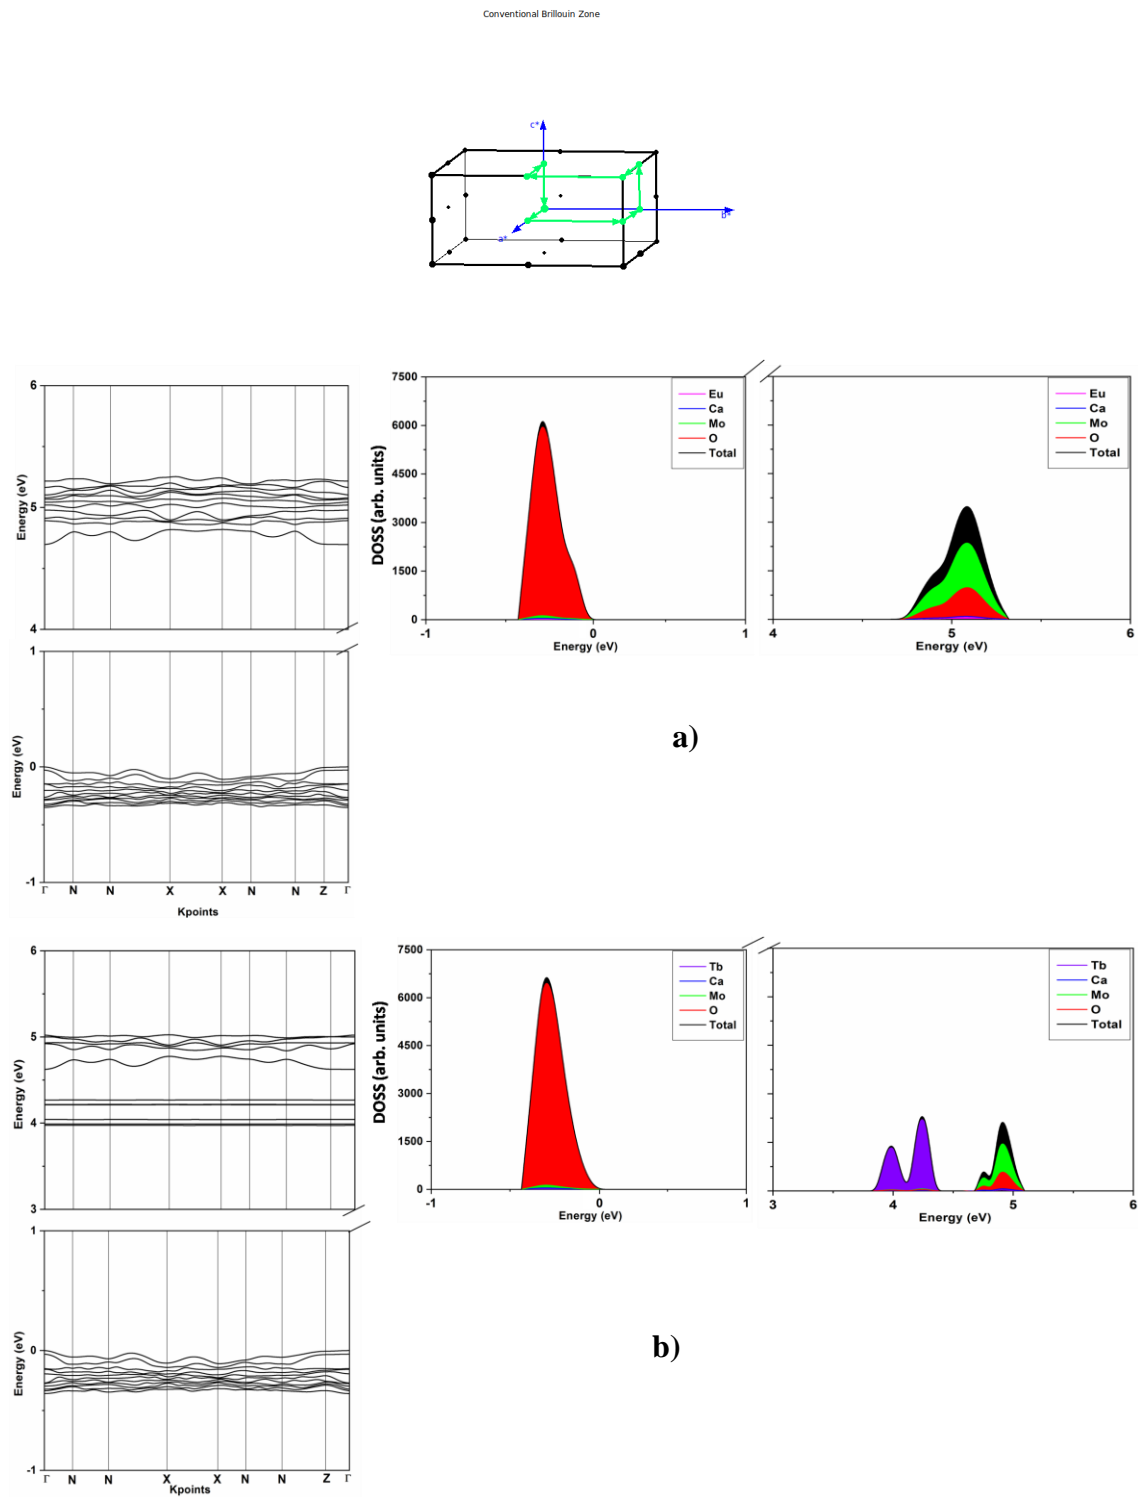 Conventional Brillouin Zone
c*
b*
a*
6
5
4
Energy (eV)
1
0
-1
Energy (eV)
Γ N N X X N N Z Γ
Kpoints
7500
6000
4500
3000
1500
0
DOSS (arb. units)
-1 0 1
Energy (eV)
Eu
Ca
Mo
O
Total
4 5 6
Energy (eV)
Eu
Ca
Mo
O
Total
a)
6
5
4
3
Energy (eV)
1
0
-1
Energy (eV)
Γ N N X X N N Z Γ
Kpoints
7500
6000
4500
3000
1500
0
DOSS (arb. units)
-1 0 1
Energy (eV)
Tb
Ca
Mo
O
Total
3 4 5 6
Energy (eV)
Tb
Ca
Mo
O
Total
b)